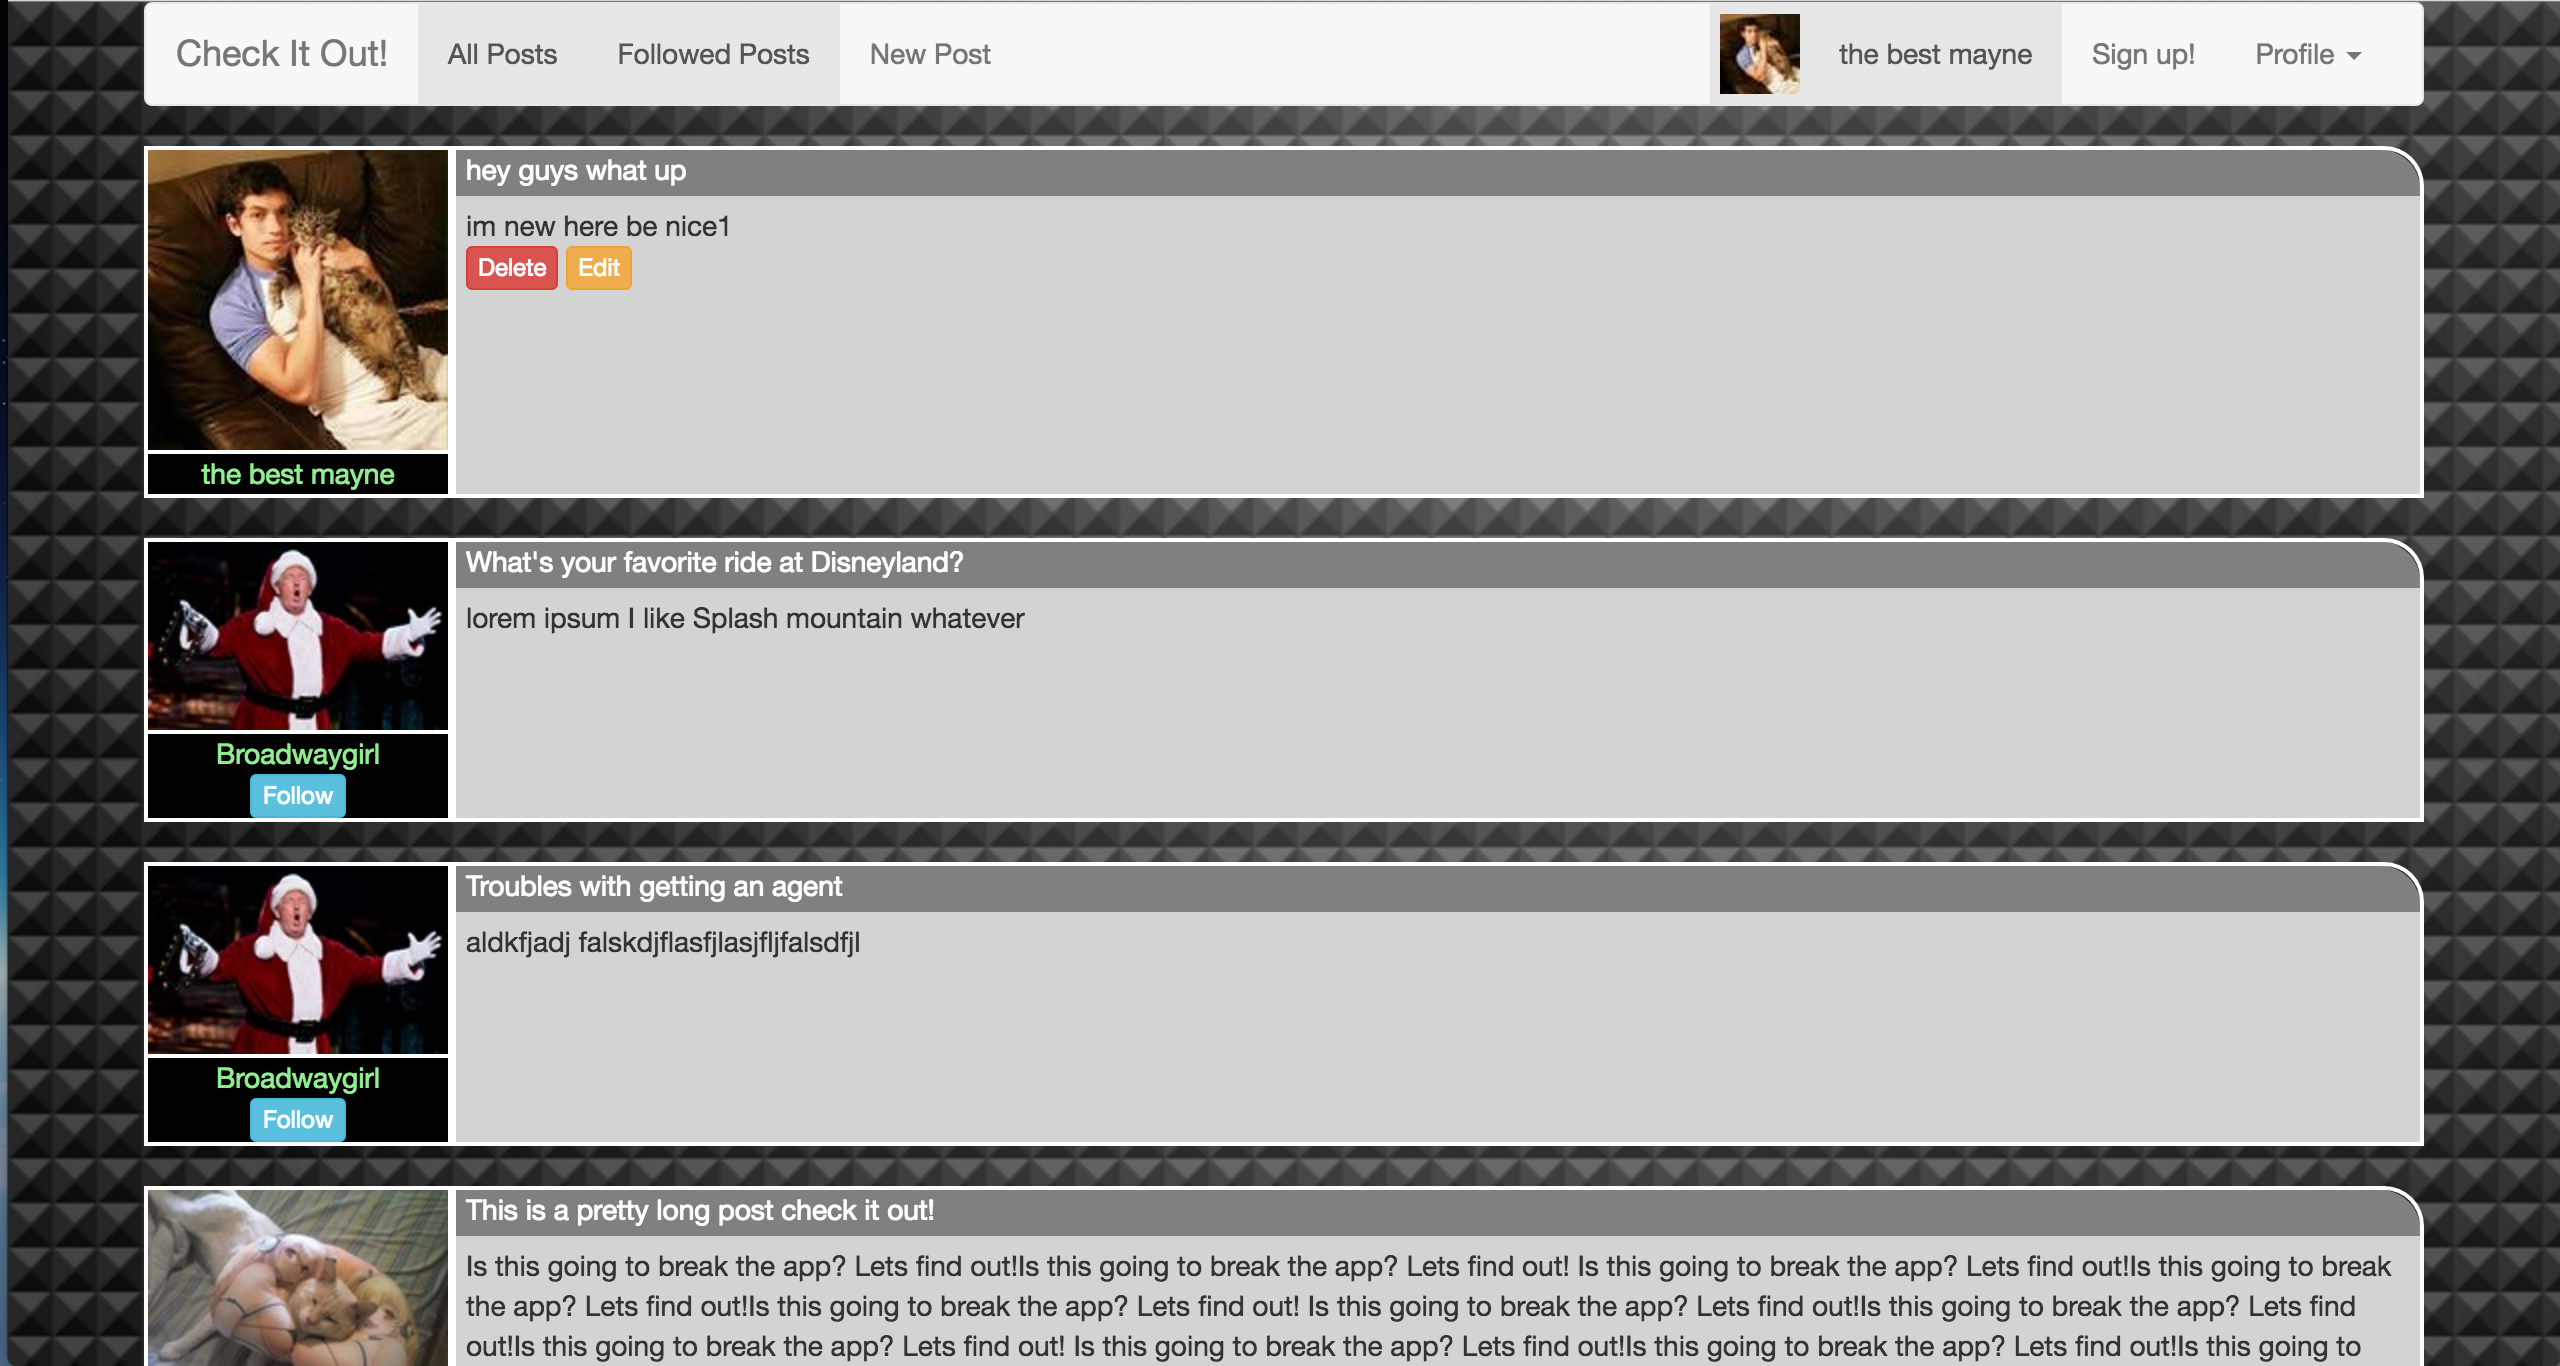 Check It Out! All Posts Followed Posts New Post the best mayne Sign up! Profile
hey guys what up
im new here be nice1
Delete Edit
the best mayne
What's your favorite ride at Disneyland?
lorem ipsum I like Splash mountain whatever
Broadwaygirl
Follow
Troubles with getting an agent
aldkfjadj falskdjflasfjlasjfljfalsdfjl
Broadwaygirl
Follow
This is a pretty long post check it out!
Is this going to break the app? Lets find out!Is this going to break the app? Lets find out! Is this going to break the app? Lets find out!Is this going to break
the app? Lets find out!Is this going to break the app? Lets find out! Is this going to break the app? Lets find out!Is this going to break the app? Lets find
out!Is this going to break the app? Lets find out! Is this going to break the app? Lets find out!Is this going to break the app? Lets find out!Is this going to